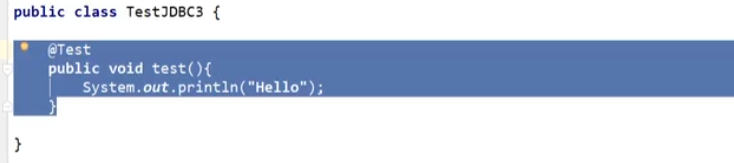 public class TestJDBC3 {
@Test
public void test(){
System.out.println("Hello");
}
}